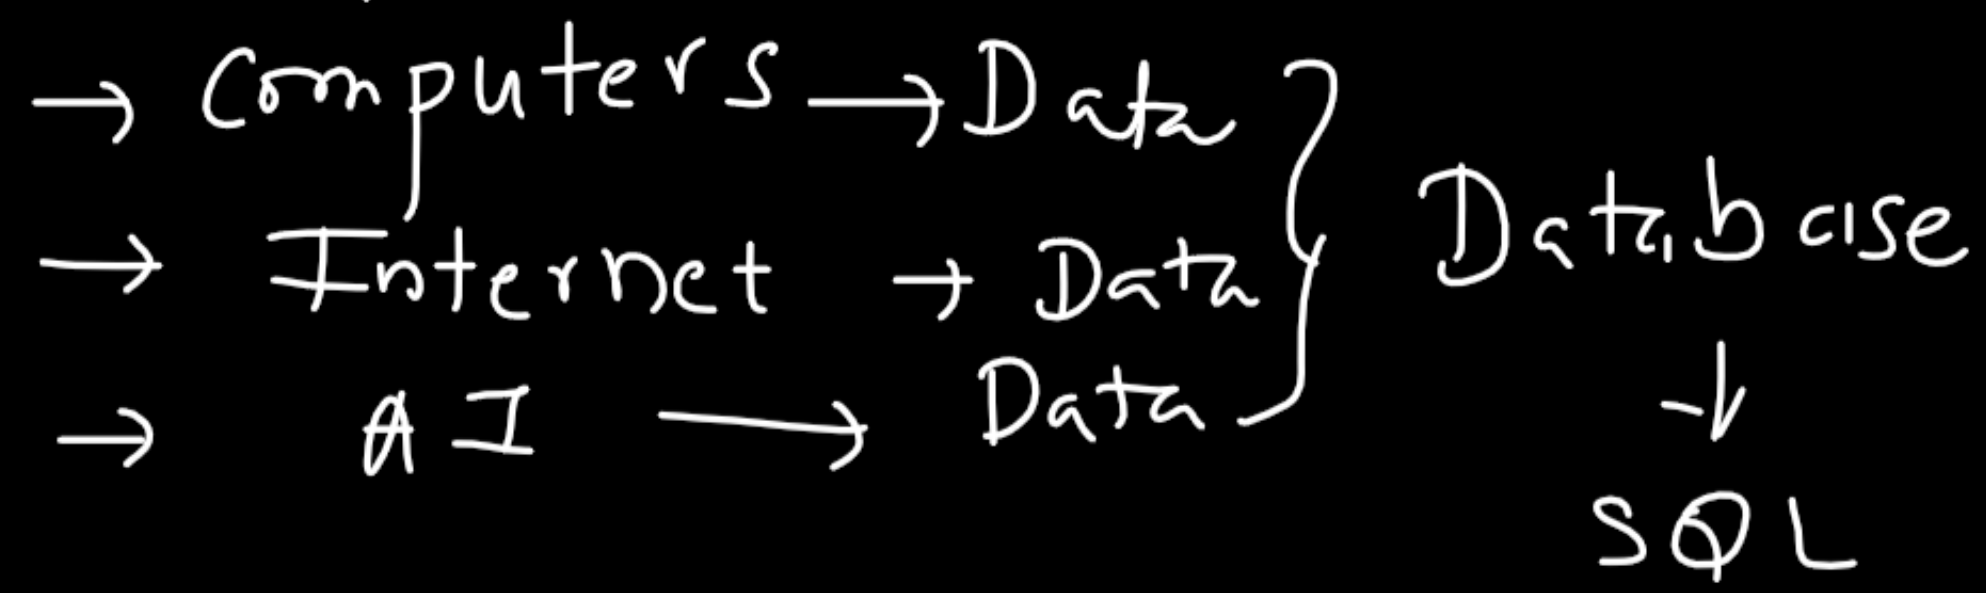 → Computers → Data
→ Internet → Data
→ AI → Data
} Database
↓
SQL